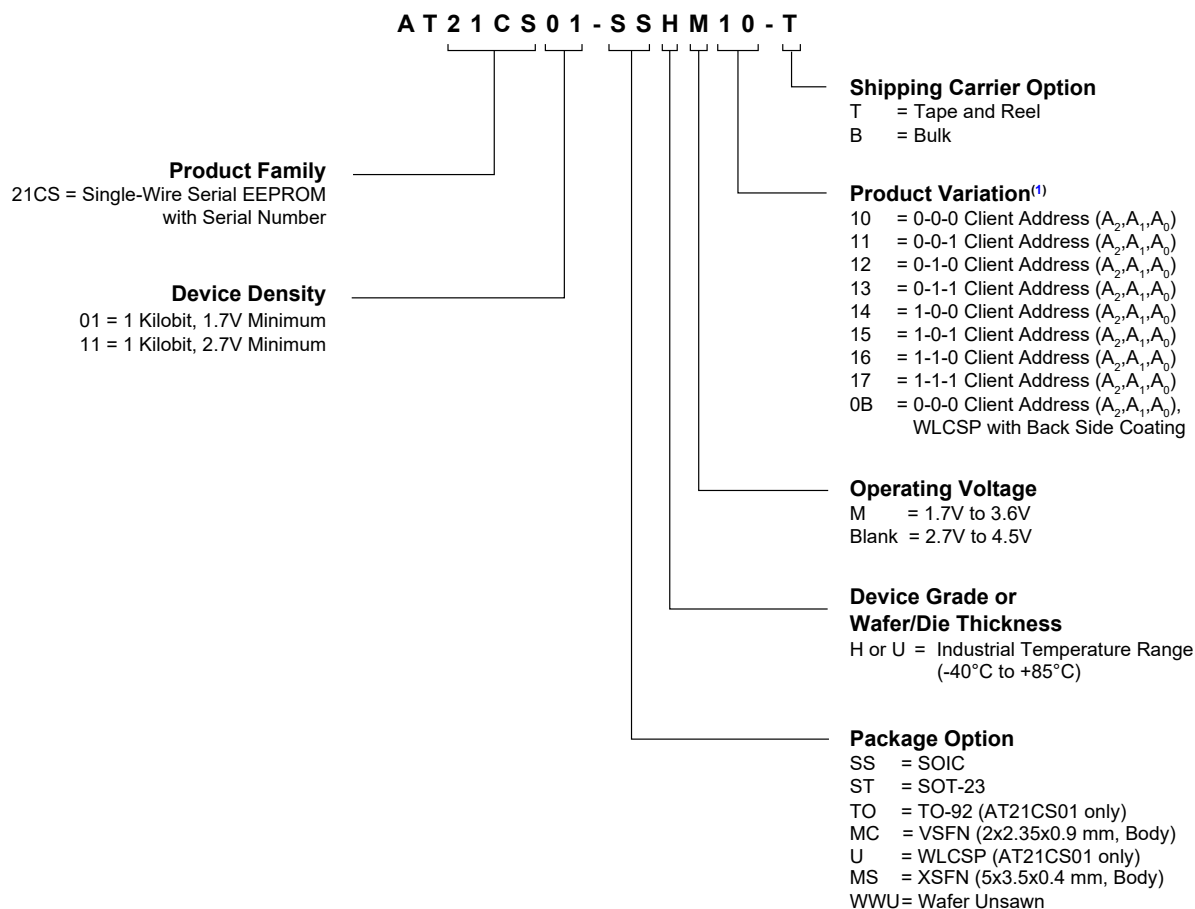 AT21CS01-SSHM10-T
Product Family
21CS = Single-Wire Serial EEPROM
with Serial Number
Device Density
01 = 1 Kilobit, 1.7V Minimum
11 = 1 Kilobit, 2.7V Minimum
Shipping Carrier Option
T = Tape and Reel
B = Bulk
Product Variation(1)
10 = 0-0-0 Client Address (A2,A1,A0)
11 = 0-0-1 Client Address (A2,A1,A0)
12 = 0-1-0 Client Address (A2,A1,A0)
13 = 0-1-1 Client Address (A2,A1,A0)
14 = 1-0-0 Client Address (A2,A1,A0)
15 = 1-0-1 Client Address (A2,A1,A0)
16 = 1-1-0 Client Address (A2,A1,A0)
17 = 1-1-1 Client Address (A2,A1,A0)
0B = 0-0-0 Client Address (A2,A1,A0),
WLCSP with Back Side Coating
Operating Voltage
M = 1.7V to 3.6V
Blank = 2.7V to 4.5V
Device Grade or
Wafer/Die Thickness
H or U = Industrial Temperature Range
(-40°C to +85°C)
Package Option
SS = SOIC
ST = SOT-23
TO = TO-92 (AT21CS01 only)
MC = VSFN (2x2.35x0.9 mm, Body)
U = WLCSP (AT21CS01 only)
MS = XSFN (5x3.5x0.4 mm, Body)
WWU= Wafer Unsawn